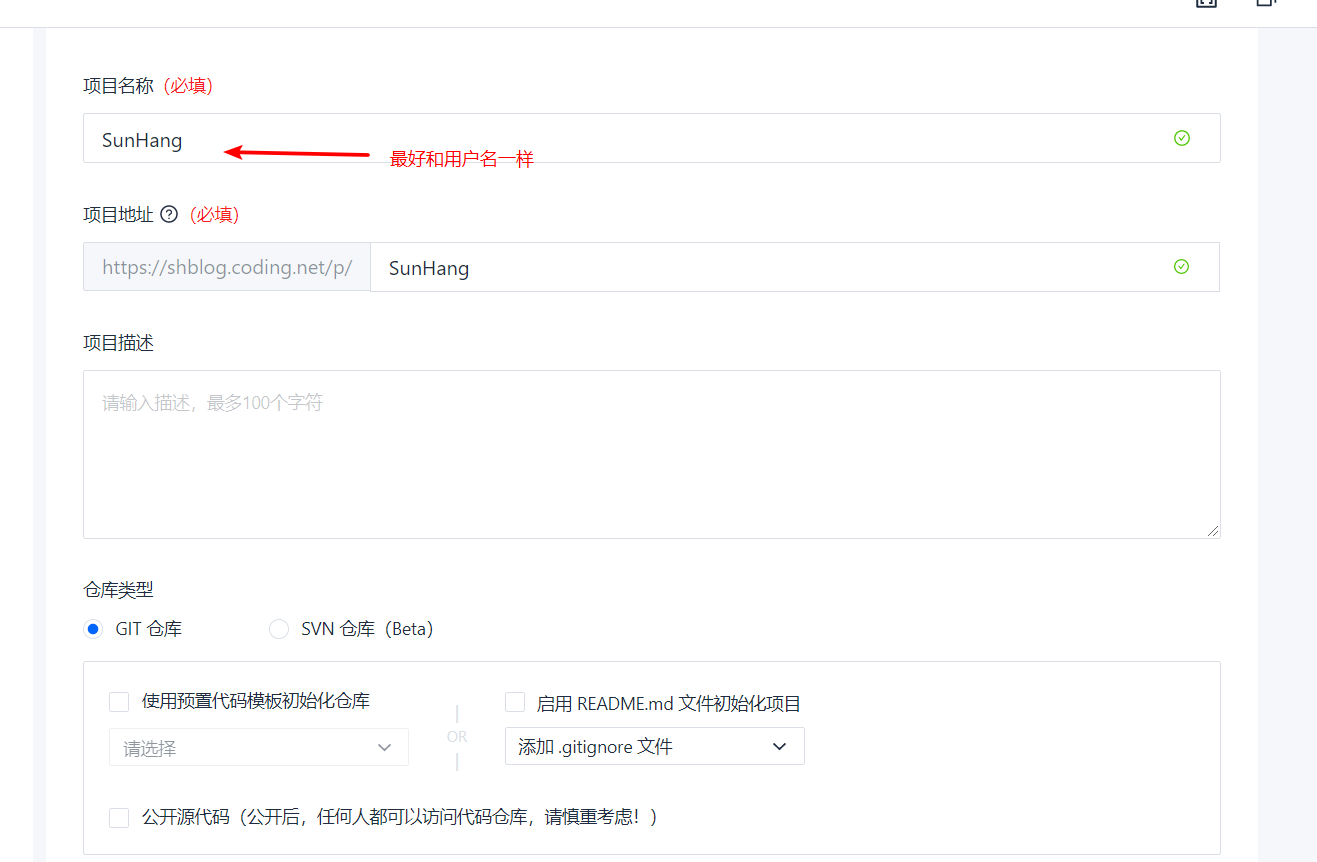 项目名称（必填）
SunHang
最好和用户名一样
项目地址 ? （必填）
https://shblog.coding.net/p/ SunHang
项目描述
请输入描述，最多100个字符
仓库类型
GIT 仓库 SVN 仓库（Beta）
使用预置代码模板初始化仓库 启用 README.md 文件初始化项目
OR
请选择 添加 .gitignore 文件
公开源代码（公开后，任何人都可以访问代码仓库，请慎重考虑！）